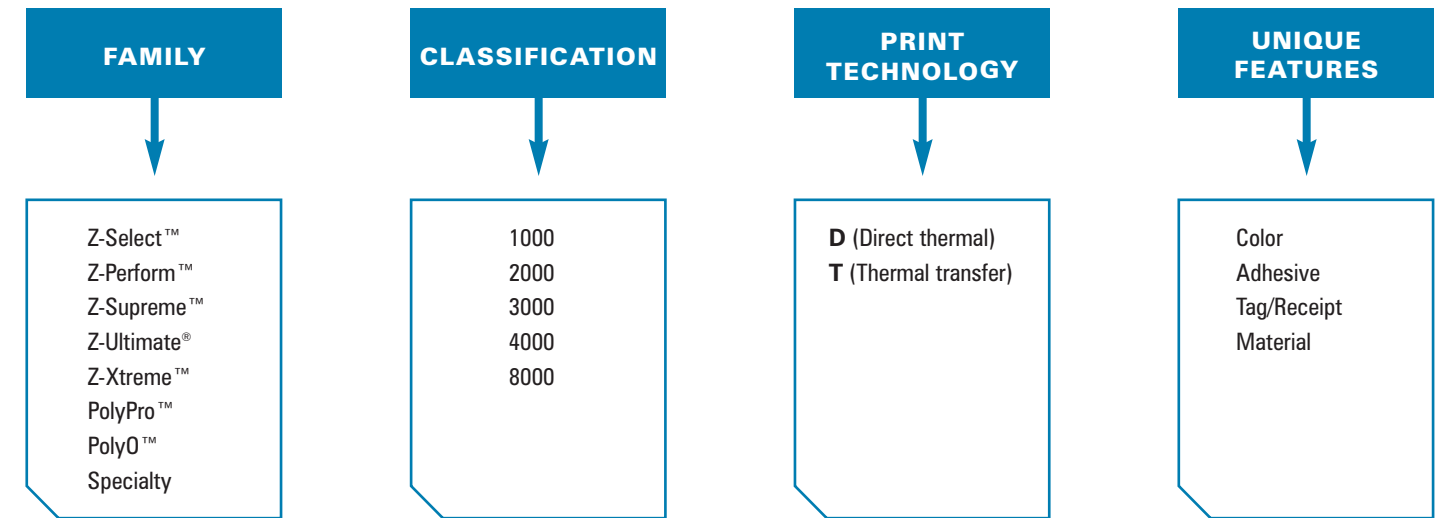 FAMILY
Z-Select™
Z-Perform™
Z-Supreme™
Z-Ultimate®
Z-Xtreme™
PolyPro™
PolyO™
Specialty
CLASSIFICATION
1000
2000
3000
4000
8000
PRINT
TECHNOLOGY
D (Direct thermal)
T (Thermal transfer)
UNIQUE
FEATURES
Color
Adhesive
Tag/Receipt
Material